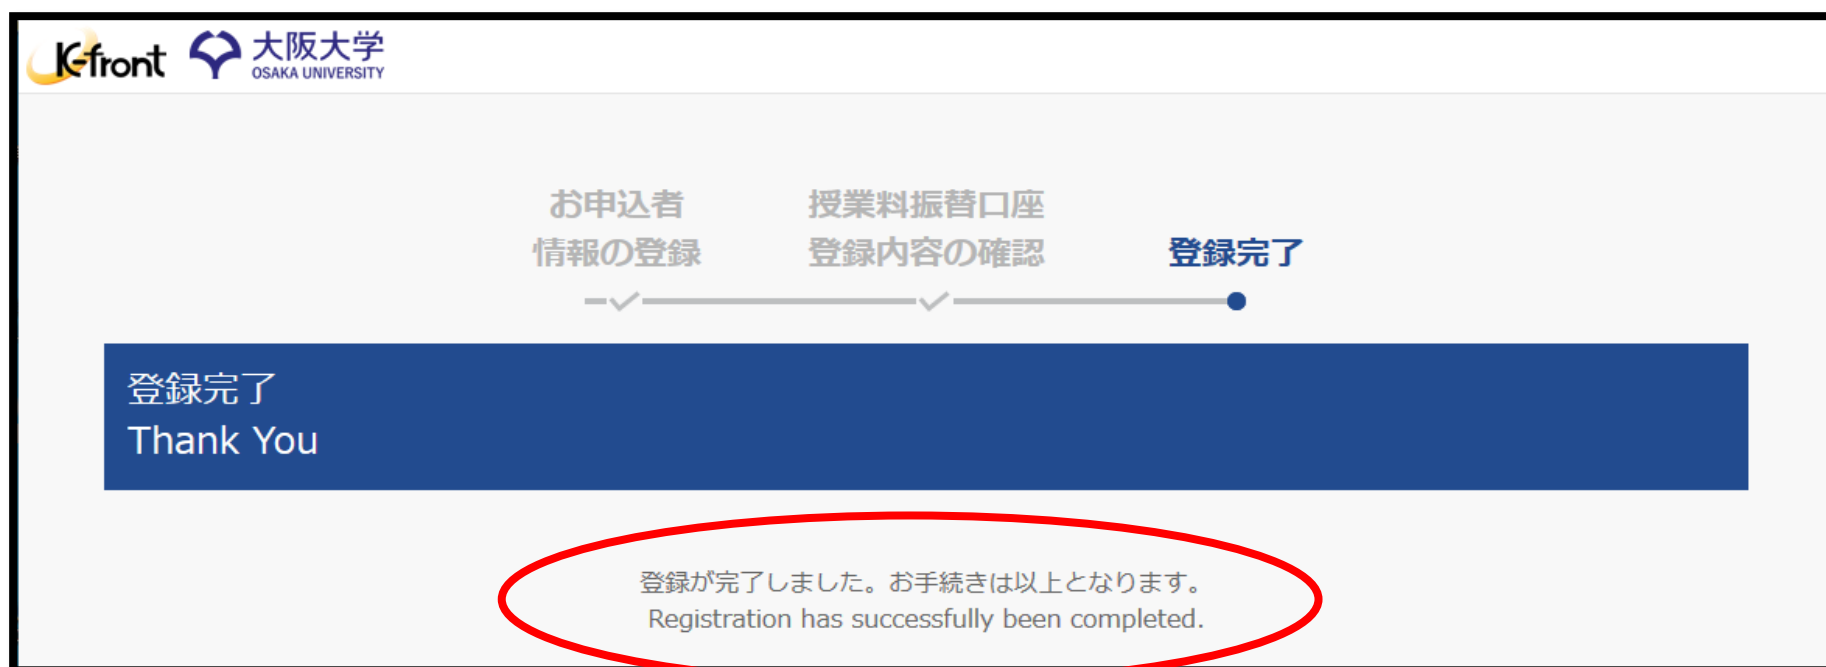 K-front 大阪大学
OSAKA UNIVERSITY
お申込者 授業料振替口座
情報の登録 登録内容の確認 登録完了
登録完了
Thank You
登録が完了しました。お手続きは以上となります。
Registration has successfully been completed.